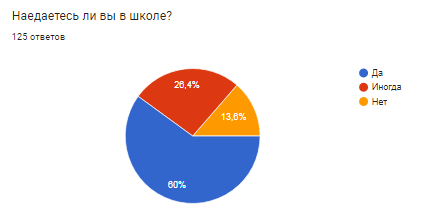 Наедаетесь ли вы в школе?
125 ответов
Да
Иногда
Нет
26,4%
13,6%
60%